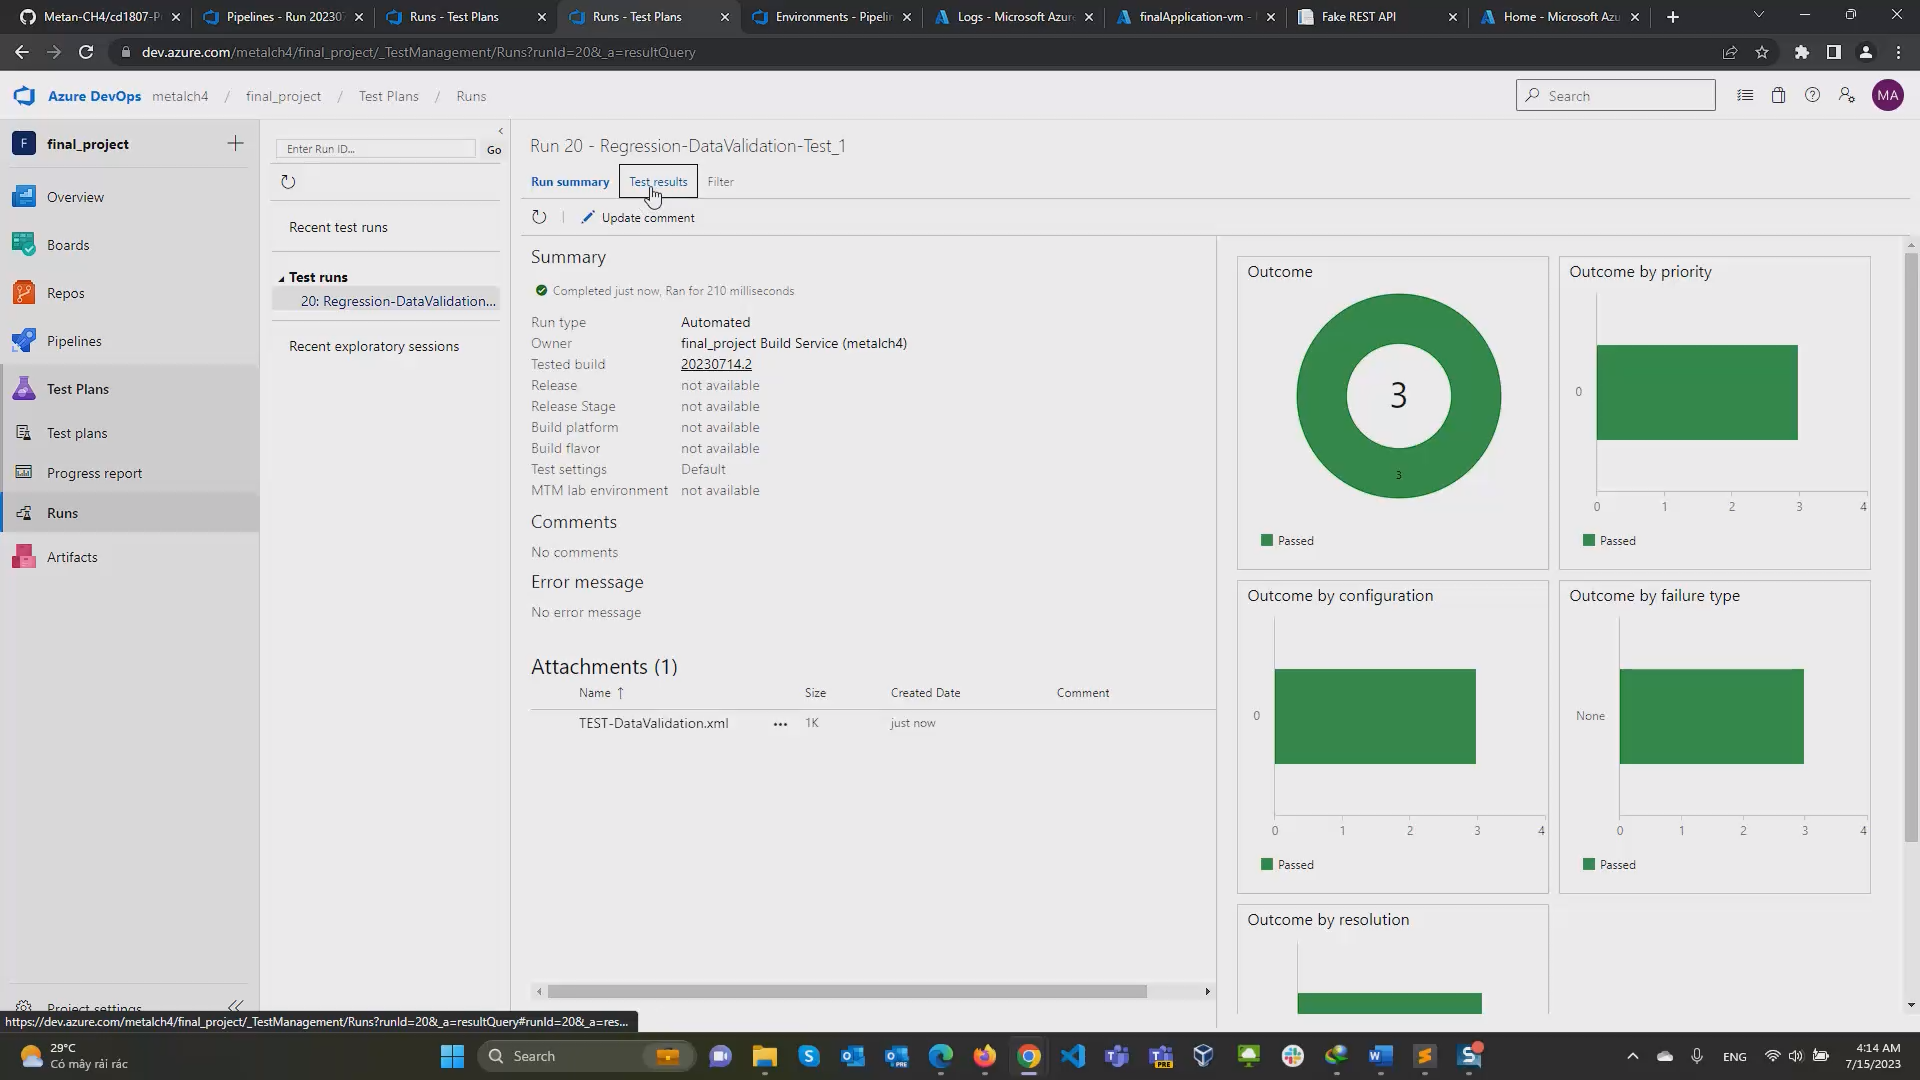 Metan-CH4/cd1807-P
Pipelines - Run 202307
Runs - Test Plans
Runs - Test Plans
Environments - Pipelin
Logs - Microsoft Azure
finalApplication-vm -
Fake REST API
Home - Microsoft Azu
dev.azure.com/metalch4/final_project/_TestManagement/Runs?runId=20&_a=resultQuery
Azure DevOps metalch4 / final_project / Test Plans / Runs
Search
MA
F final_project
Overview
Boards
Repos
Pipelines
Test Plans
Test plans
Progress report
Runs
Artifacts
Project settings
Enter Run ID...
Go
Recent test runs
Test runs
20: Regression-DataValidation...
Recent exploratory sessions
Run 20 - Regression-DataValidation-Test_1
Run summary Test results Filter
Update comment
Summary
Completed just now, Ran for 210 milliseconds
Run type Automated
Owner final_project Build Service (metalch4)
Tested build 20230714.2
Release not available
Release Stage not available
Build platform not available
Build flavor not available
Test settings Default
MTM lab environment not available
Comments
No comments
Error message
No error message
Attachments (1)
Name ↑ Size Created Date Comment
TEST-DataValidation.xml ... 1K just now
Outcome
3
3
Passed
Outcome by priority
0
0 1 2 3 4
Passed
Outcome by configuration
0
0 1 2 3 4
Passed
Outcome by failure type
None
0 1 2 3 4
Passed
Outcome by resolution
https://dev.azure.com/metalch4/final_project/_TestManagement/Runs?runId=20&_a=resultQuery#runId=20&_a=res...
29°C
Có mây rải rác
Search
ENG
4:14 AM
7/15/2023